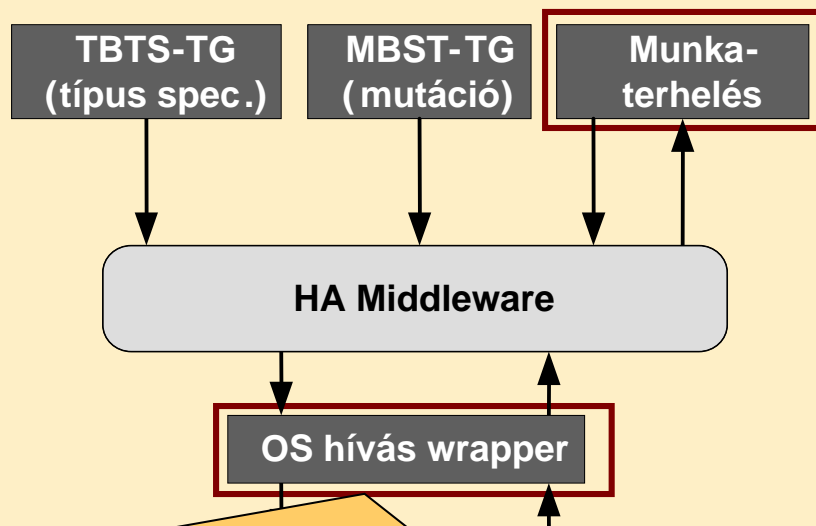 TBTS-TG
(típus spec.)
MBST-TG
(mutáció)
Munka-
terhelés
HA Middleware
OS hívás wrapper